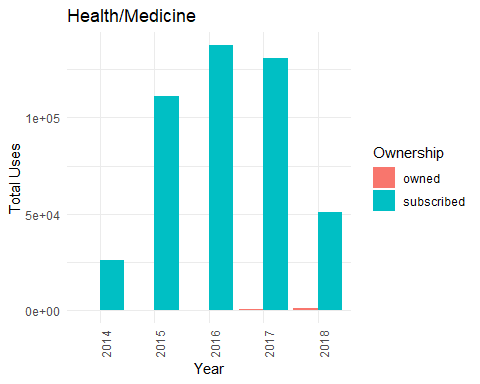 Health/Medicine
Total Uses
1e+05
5e+04
0e+00
2014
2015
2016
2017
2018
Year
Ownership
owned
subscribed